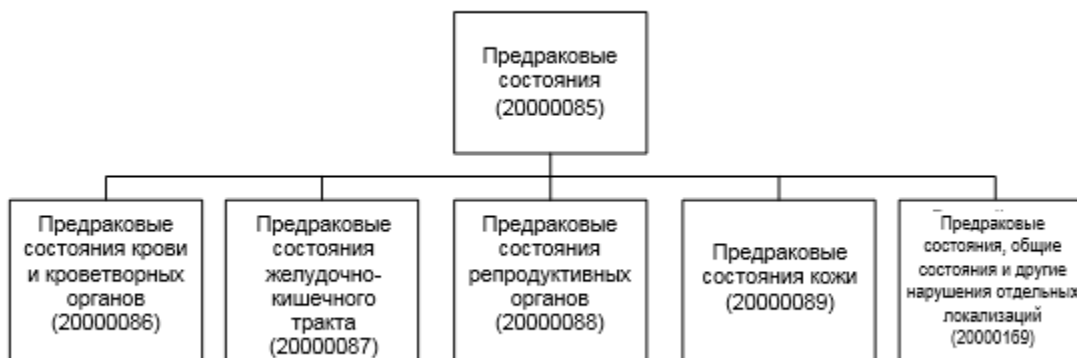 Предраковые
состояния
(20000085)
Предраковые
состояния крови
и кроветворных
органов
(20000086)
Предраковые
состояния
желудочно-
кишечного
тракта
(20000087)
Предраковые
состояния
репродуктивных
органов
(20000088)
Предраковые
состояния кожи
(20000089)
Предраковые
состояния, общие
состояния и другие
нарушения отдельных
локализаций
(20000169)